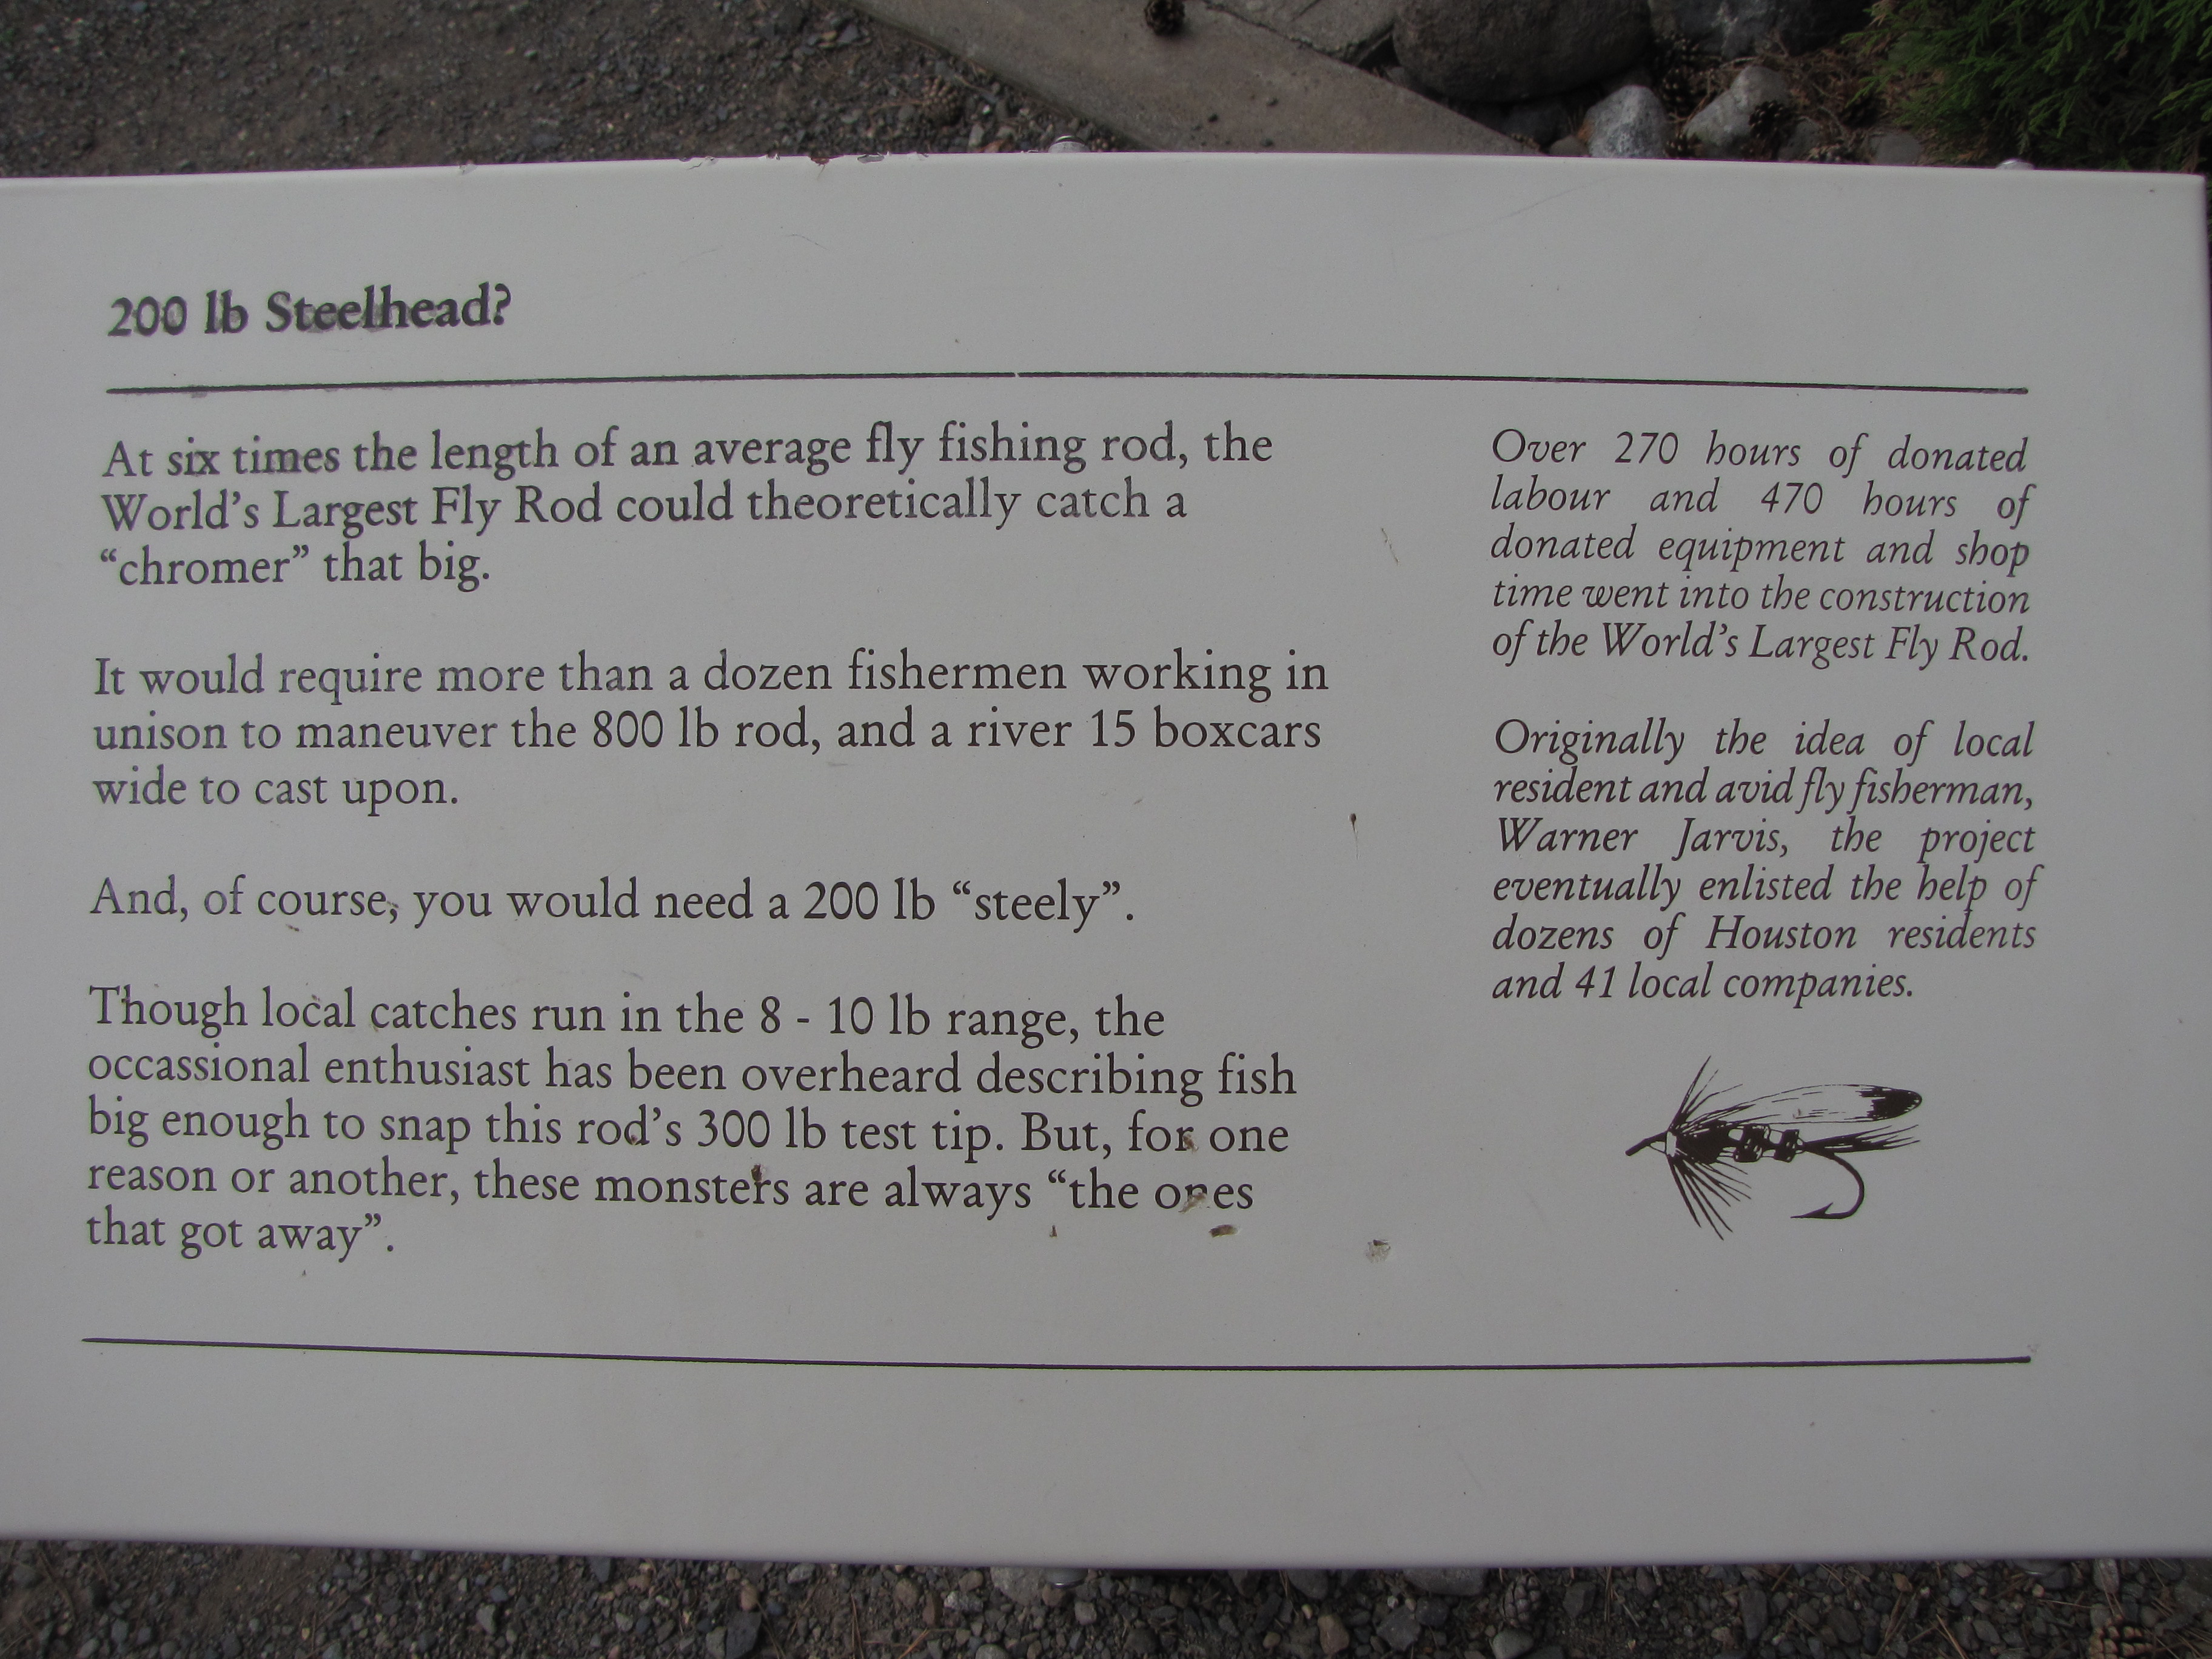 200 lb Steelhead?
At six times the length of an average fly fishing rod, the
World's Largest Fly Rod could theoretically catch a
“chromer” that big.
It would require more than a dozen fishermen working in
unison to maneuver the 800 lb rod, and a river 15 boxcars
wide to cast upon.
And, of course, you would need a 200 lb “steely”.
Though local catches run in the 8 - 10 lb range, the
occassional enthusiast has been overheard describing fish
big enough to snap this rod's 300 lb test tip. But, for one
reason or another, these monsters are always “the ones
that got away”.
Over 270 hours of donated
labour and 470 hours of
donated equipment and shop
time went into the construction
of the World's Largest Fly Rod.
Originally the idea of local
resident and avid fly fisherman,
Warner Jarvis, the project
eventually enlisted the help of
dozens of Houston residents
and 41 local companies.